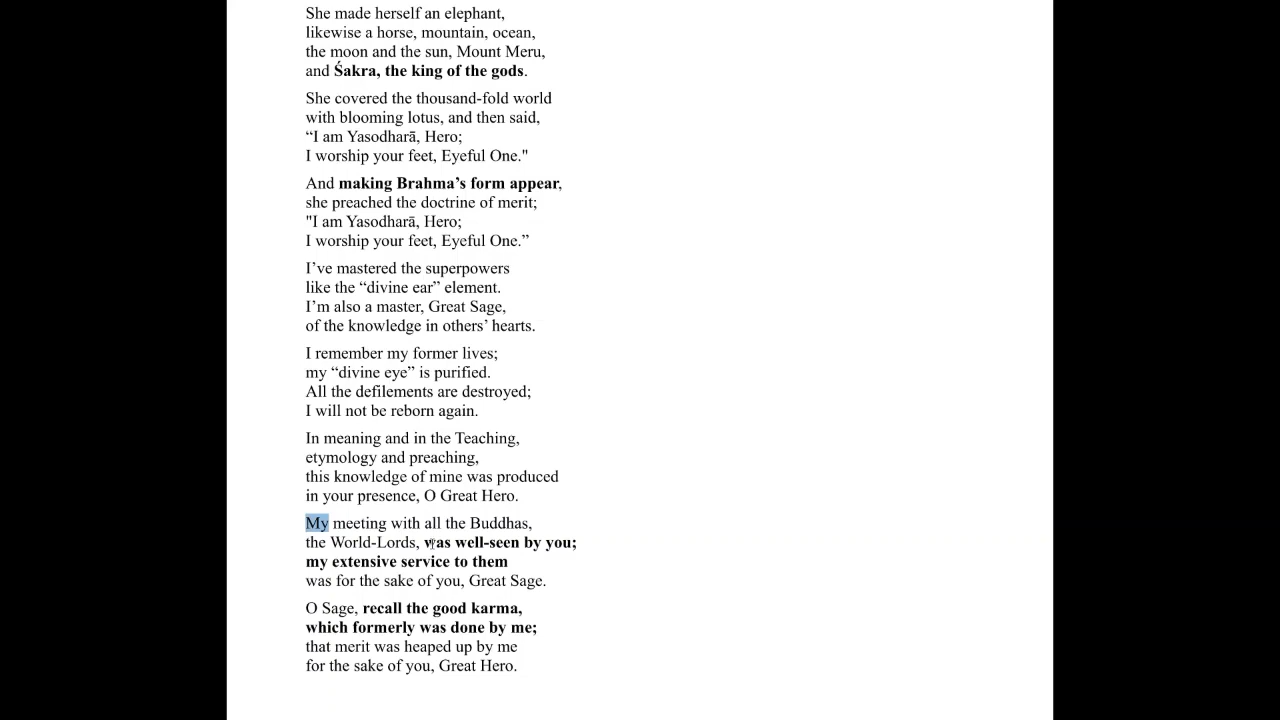 She made herself an elephant,
likewise a horse, mountain, ocean,
the moon and the sun, Mount Meru,
and Śakra, the king of the gods.
She covered the thousand-fold world
with blooming lotus, and then said,
“I am Yasodharā, Hero;
I worship your feet, Eyeful One."
And making Brahma’s form appear,
she preached the doctrine of merit;
"I am Yasodharā, Hero;
I worship your feet, Eyeful One.”
I’ve mastered the superpowers
like the “divine ear” element.
I’m also a master, Great Sage,
of the knowledge in others’ hearts.
I remember my former lives;
my “divine eye” is purified.
All the defilements are destroyed;
I will not be reborn again.
In meaning and in the Teaching,
etymology and preaching,
this knowledge of mine was produced
in your presence, O Great Hero.
My meeting with all the Buddhas,
the World-Lords, was well-seen by you;
my extensive service to them
was for the sake of you, Great Sage.
O Sage, recall the good karma,
which formerly was done by me;
that merit was heaped up by me
for the sake of you, Great Hero.